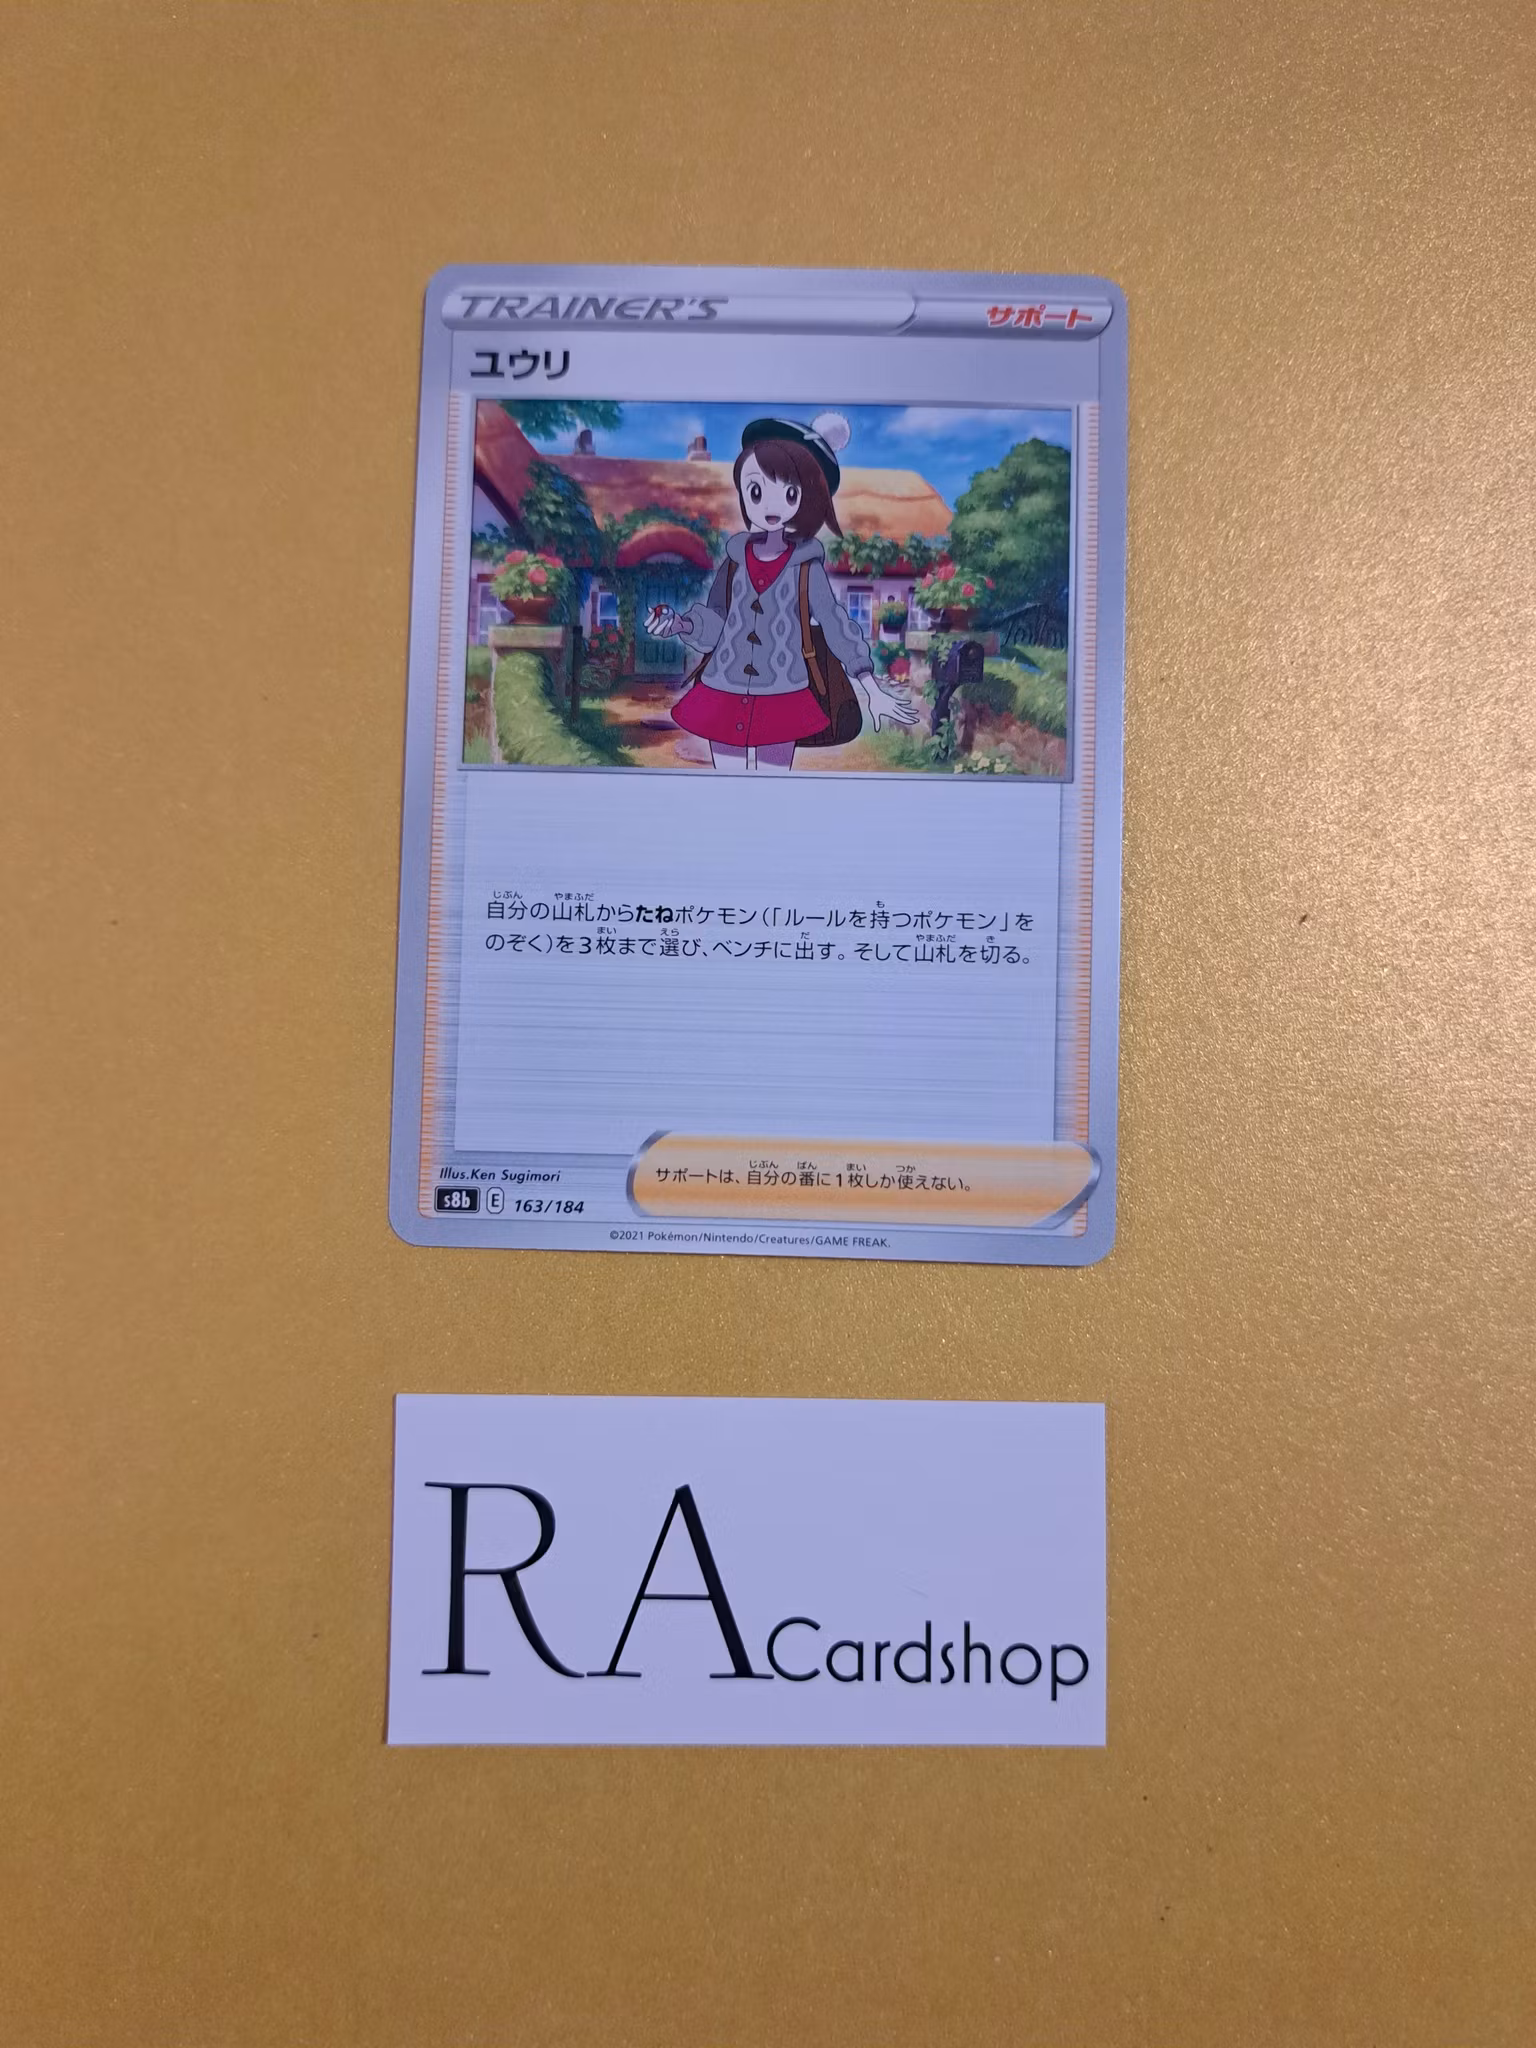 TRAINER'S サポート
ユウリ
自分の山札からたねポケモン(「ルールを持つポケモン」を
のぞく)を3枚まで選び、ベンチに出す。そして山札を切る。
Illus.Ken Sugimori
サポートは、自分の番に1枚しか使えない。
s8b E 163/184
©2021 Pokémon/Nintendo/Creatures/GAME FREAK.
RA Cardshop